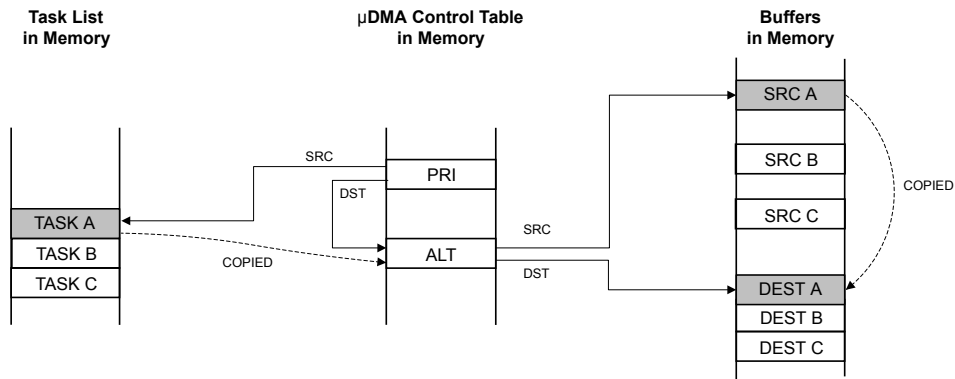 Task List
in Memory
µDMA Control Table
in Memory
Buffers
in Memory
SRC A
SRC
PRI
SRC B
DST
COPIED
TASK A
SRC C
SRC
TASK B
ALT
COPIED
DST
TASK C
DEST A
DEST B
DEST C